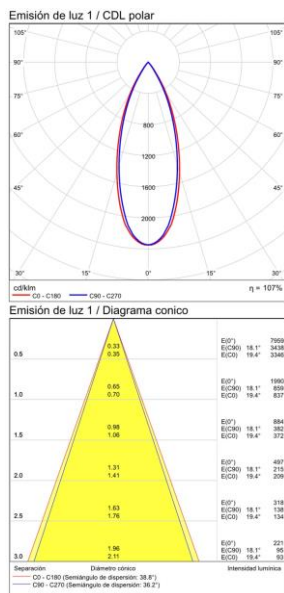 Emisión de luz 1 / CDL polar
105° 105°
90° 90°
75° 75°
60° 60°
45° 45°
800
1200
1600
2000
30° 15° 0° 15° 30°
cd/klm η = 107%
C0 - C180 C90 - C270
Emisión de luz 1 / Diagrama conico
0.5 0.33 0.35 E(0°) 7959
E(C90) 18.1° 3438
E(C0) 19.4° 3346
1.0 0.65 0.70 E(0°) 1990
E(C90) 18.1° 859
E(C0) 19.4° 837
1.5 0.98 1.06 E(0°) 884
E(C90) 18.1° 382
E(C0) 19.4° 372
2.0 1.31 1.41 E(0°) 497
E(C90) 18.1° 215
E(C0) 19.4° 209
2.5 1.63 1.76 E(0°) 318
E(C90) 18.1° 138
E(C0) 19.4° 134
3.0 1.96 2.11 E(0°) 221
E(C90) 18.1° 95
E(C0) 19.4° 93
Separación Diámetro cónico Intensidad lumínica
C0 - C180 (Semiángulo de dispersión: 38.8°)
C90 - C270 (Semiángulo de dispersión: 36.2°)